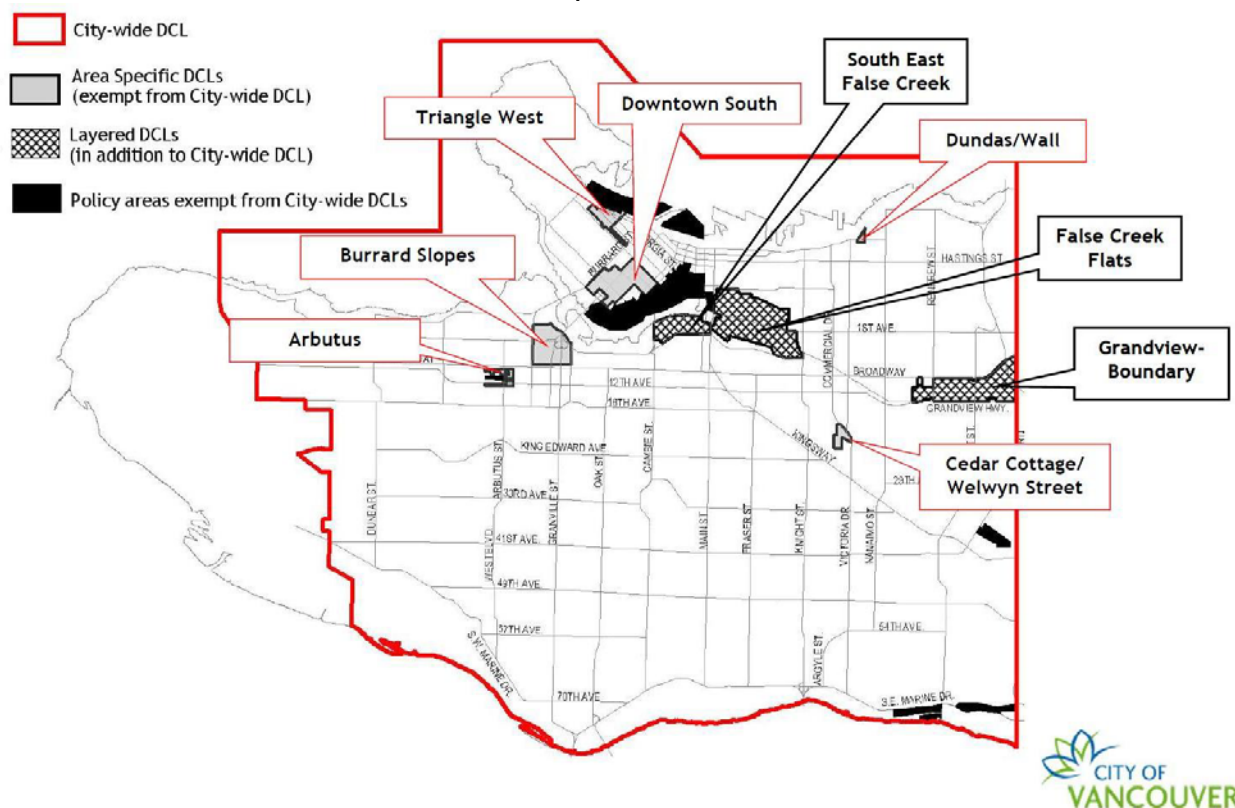 City-wide DCL
Area Specific DCLs
(exempt from City-wide DCL)
Layered DCLs
(in addition to City-wide DCL)
Policy areas exempt from City-wide DCLs
Triangle West
Downtown South
South East
False Creek
Dundas/Wall
Burrard Slopes
False Creek
Flats
Arbutus
Grandview-
Boundary
Cedar Cottage/
Welwyn Street
HASTINGS ST.
1ST AVE.
BROADWAY
12TH AVE.
16TH AVE.
GRANDVIEW HWY.
KINGSWAY
KING EDWARD AVE
33RD AVE.
41ST AVE.
49TH AVE.
57TH AVE.
54TH AVE.
70TH AVE
S.W. MARINE DR.
S.E. MARINE DR.
DUNBAR ST.
ARBUTUS ST.
WEST BLVD.
GRANVILLE ST.
OAK ST.
CAMBIE ST.
MAIN ST.
FRASER ST.
KNIGHT ST.
ARGYLE ST.
VICTORIA DR.
NANAIMO ST.
CITY OF
VANCOUVER